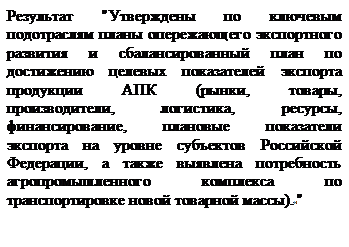 Результат "Утверждены по ключевым
подотраслям планы опережающего экспортного
развития и сбалансированный план по
достижению целевых показателей экспорта
продукции АПК (рынки, товары,
производители, логистика, ресурсы,
финансирование, плановые показатели
экспорта на уровне субъектов Российской
Федерации, а также выявлена потребность
агропромышленного комплекса по
транспортировке новой товарной массы)."